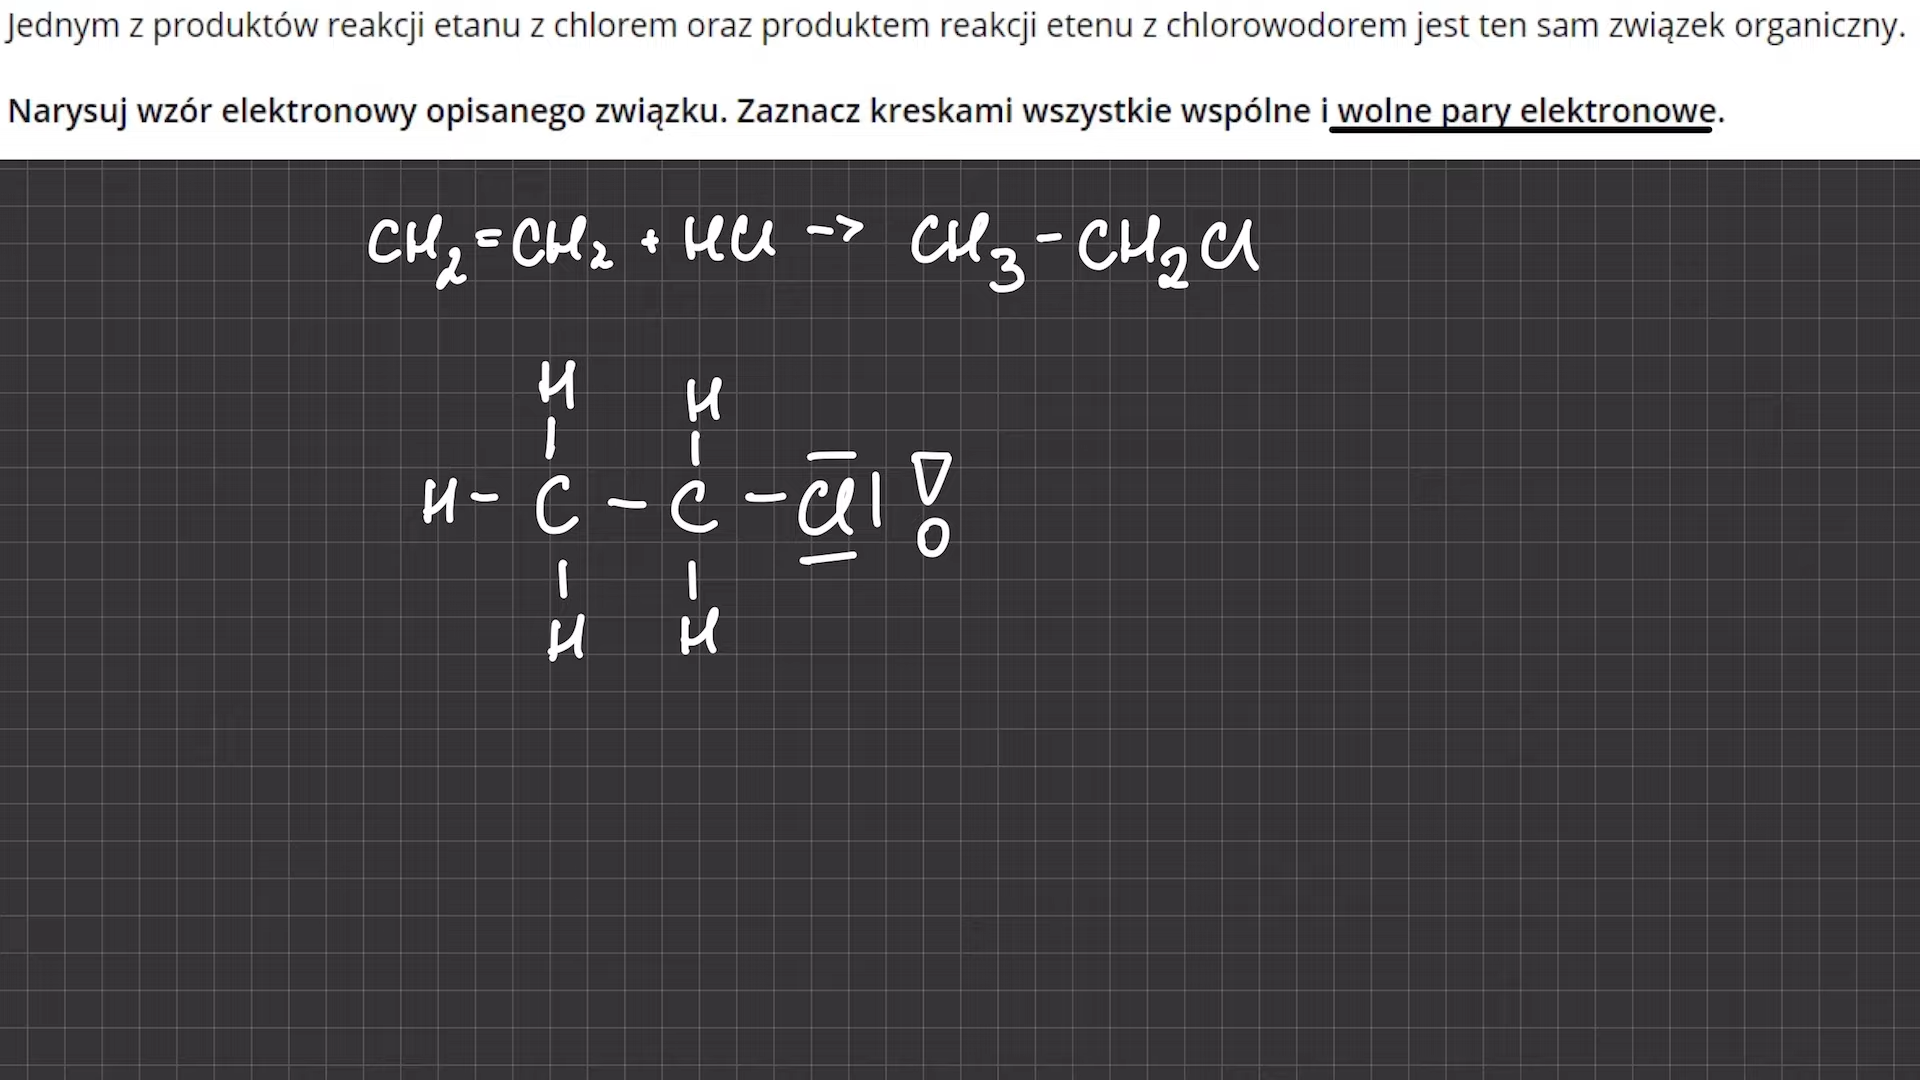 Jednym z produktów reakcji etanu z chlorem oraz produktem reakcji etenu z chlorowodorem jest ten sam związek organiczny.
Narysuj wzór elektronowy opisanego związku. Zaznacz kreskami wszystkie wspólne i wolne pary elektronowe.
CH₂=CH₂ + HCl -> CH₃-CH₂Cl
H H
| |
H- C - C -Cl| !
| |
H H